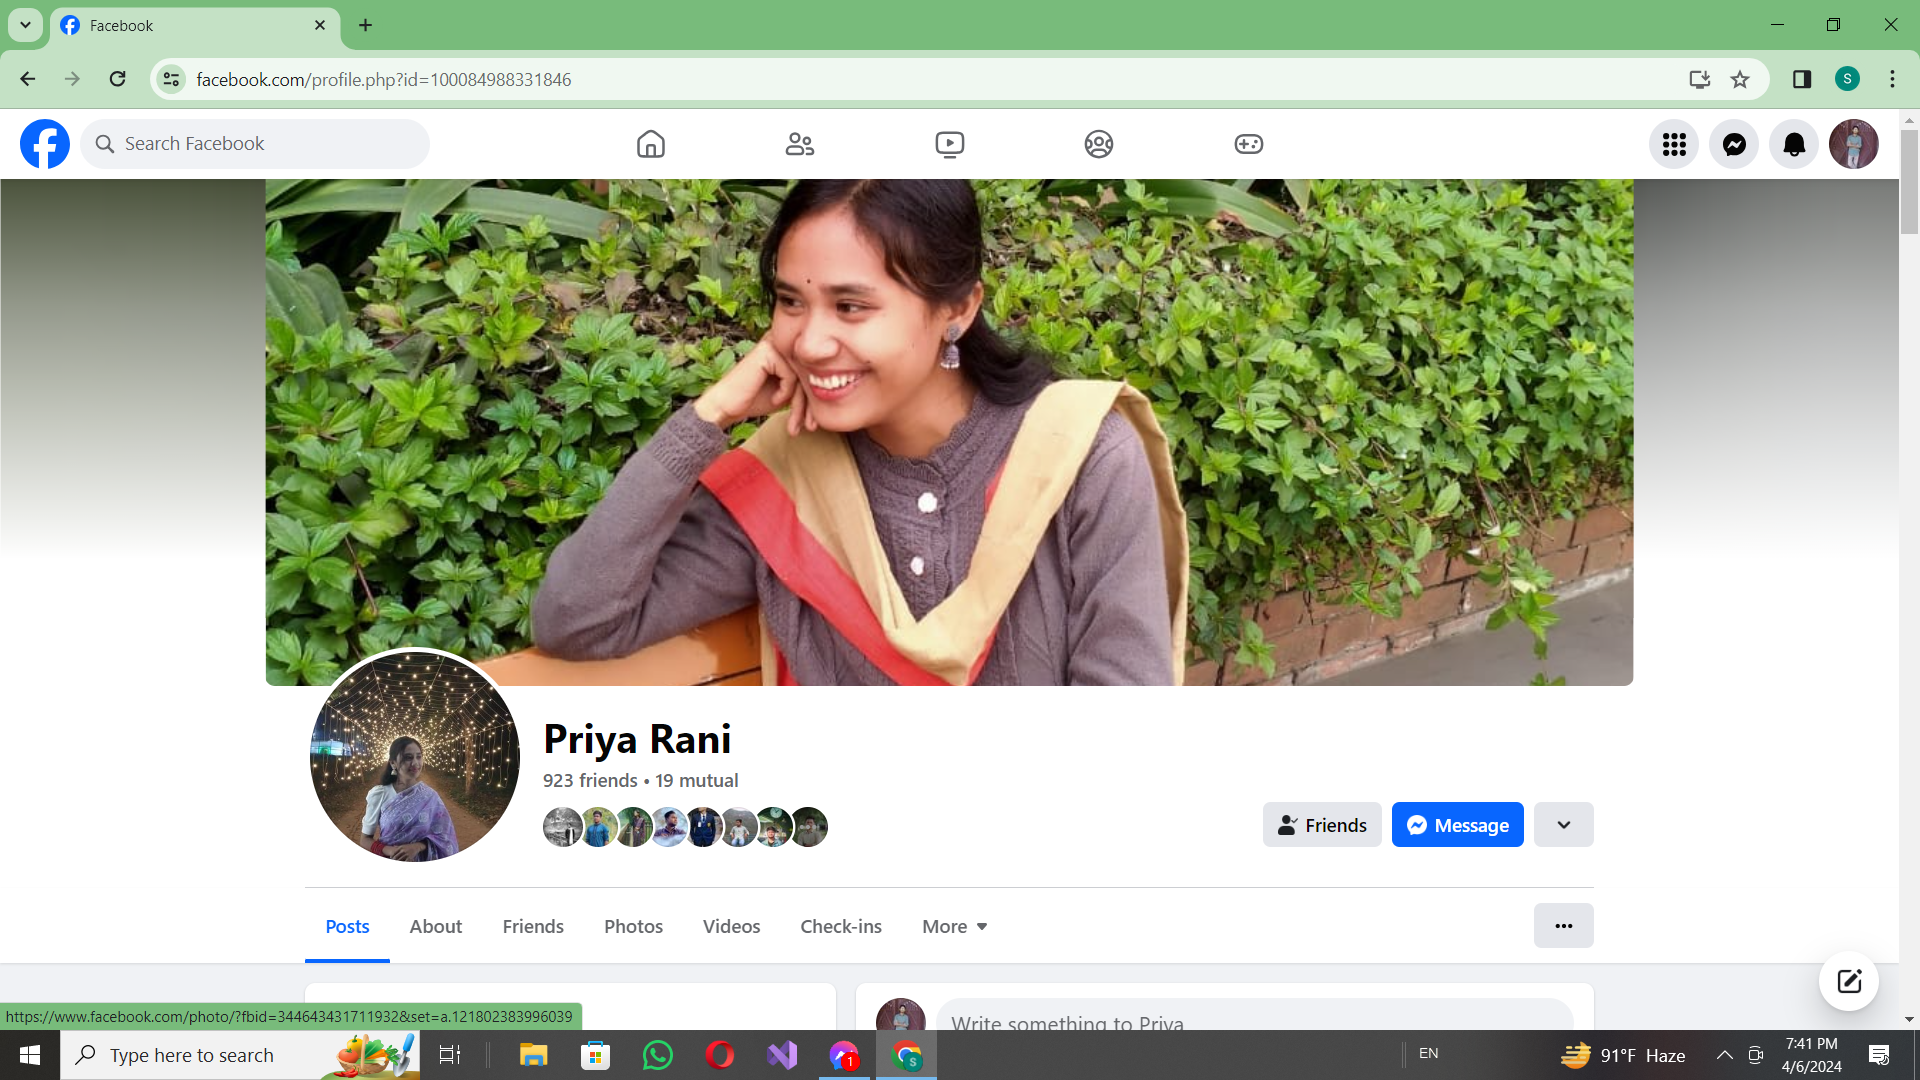 Facebook
facebook.com/profile.php?id=100084988331846
S
Search Facebook
Priya Rani
923 friends • 19 mutual
Friends
Message
Posts
About
Friends
Photos
Videos
Check-ins
More
Write something to Priya
https://www.facebook.com/photo/?fbid=344643431711932&set=a.121802383996039
Type here to search
1
S
EN
91°F Haze
7:41 PM
4/6/2024